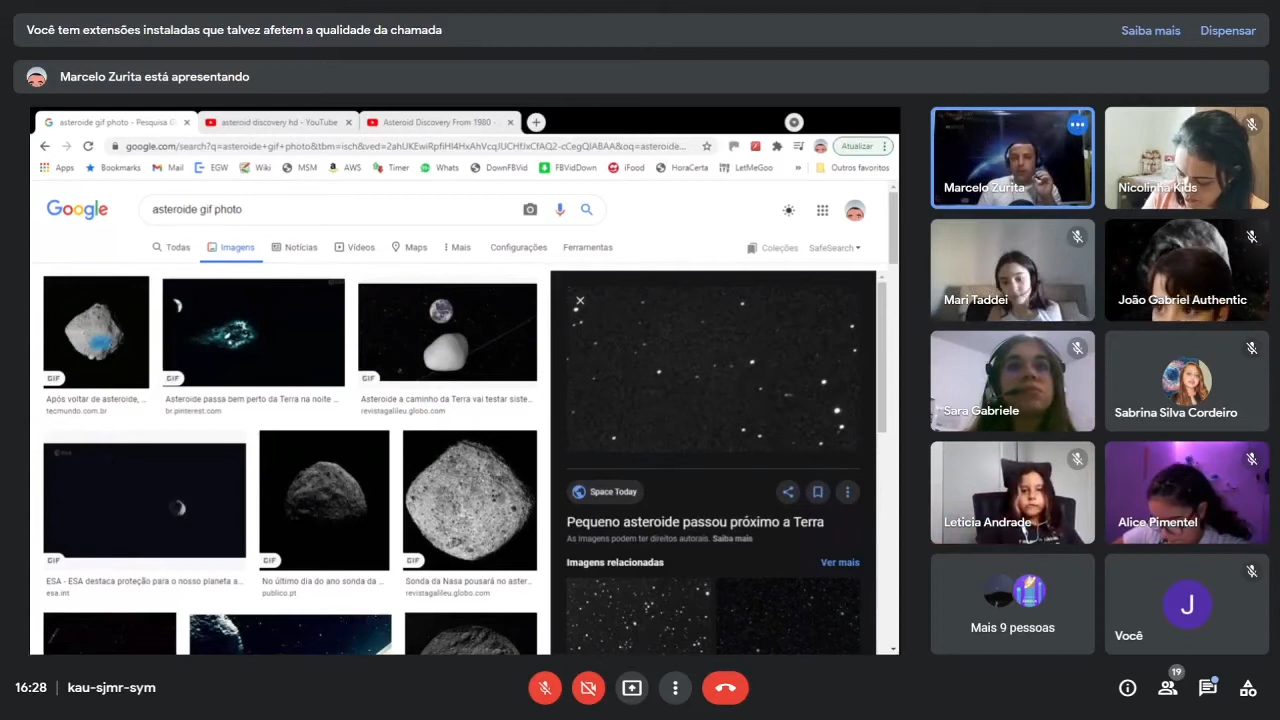 Você tem extensões instaladas que talvez afetem a qualidade da chamada
Saiba mais
Dispensar
Marcelo Zurita está apresentando
asteroide gif photo - Pesquisa G
asteroid discovery hd - YouTube
Asteroid Discovery From 1980 -
google.com/search?q=asteroide+gif+photo&tbm=isch&ved=2ahUKEwiRpfiHI4HxAhVcqJUCHfJxCfAQ2-cCegQIABAA&oq=asteroide...
Atualizar
Apps
Bookmarks
Mail
EGW
Wiki
MSM
AWS
Timer
Whats
DownFBVid
FBVidDown
iFood
HoraCerta
LetMeGo
»
Outros favoritos
Google
asteroide gif photo
Todas
Imagens
Notícias
Vídeos
Maps
Mais
Configurações
Ferramentas
Coleções
SafeSearch
GIF
GIF
GIF
Após voltar de asteroide, ...
tecmundo.com.br
Asteroide passa bem perto da Terra na noite ...
br.pinterest.com
Asteroide a caminho da Terra vai testar siste...
revistagalileu.globo.com
esa
GIF
GIF
GIF
ESA - ESA destaca proteção para o nosso planeta a...
esa.int
No último dia do ano sonda da ...
publico.pt
Sonda da Nasa pousará no aster...
revistagalileu.globo.com
Space Today
Pequeno asteroide passou próximo a Terra
As imagens podem ter direitos autorais. Saiba mais
Imagens relacionadas
Ver mais
Marcelo Zurita
Nicolinha Kids
Mari Taddei
João Gabriel Authentic
Sara Gabriele
Sabrina Silva Cordeiro
Leticia Andrade
Alice Pimentel
Mais 9 pessoas
J
Você
16:28
kau-sjmr-sym
19